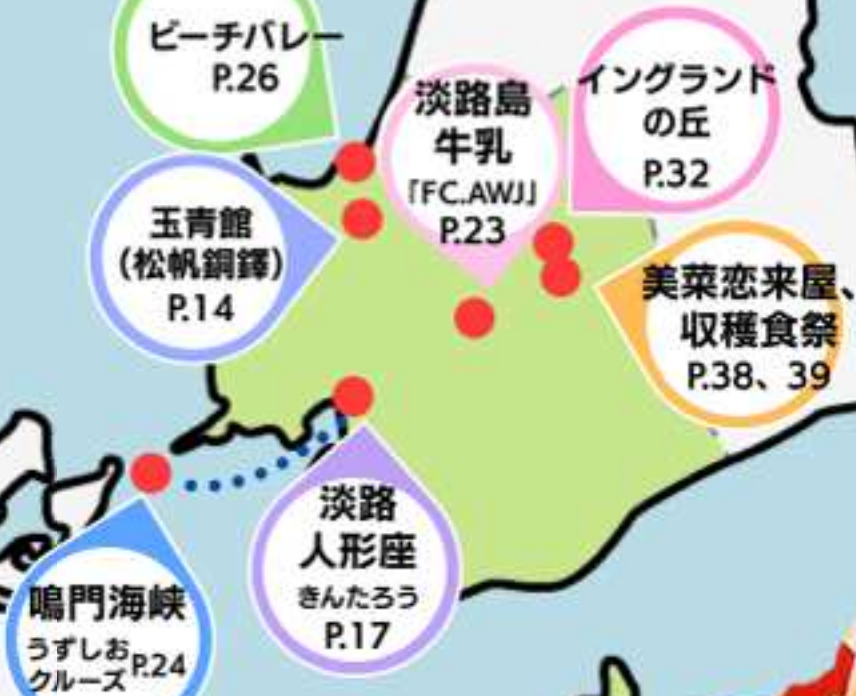 ビーチバレー
P.26
淡路島
牛乳
「FC.AWJ」
P.23
イングランド
の丘
P.32
玉青館
(松帆銅鐸)
P.14
美菜恋来屋、
収穫食祭
P.38、39
淡路
人形座
きんたろう
P.17
鳴門海峡
うずしお
クルーズ P.24